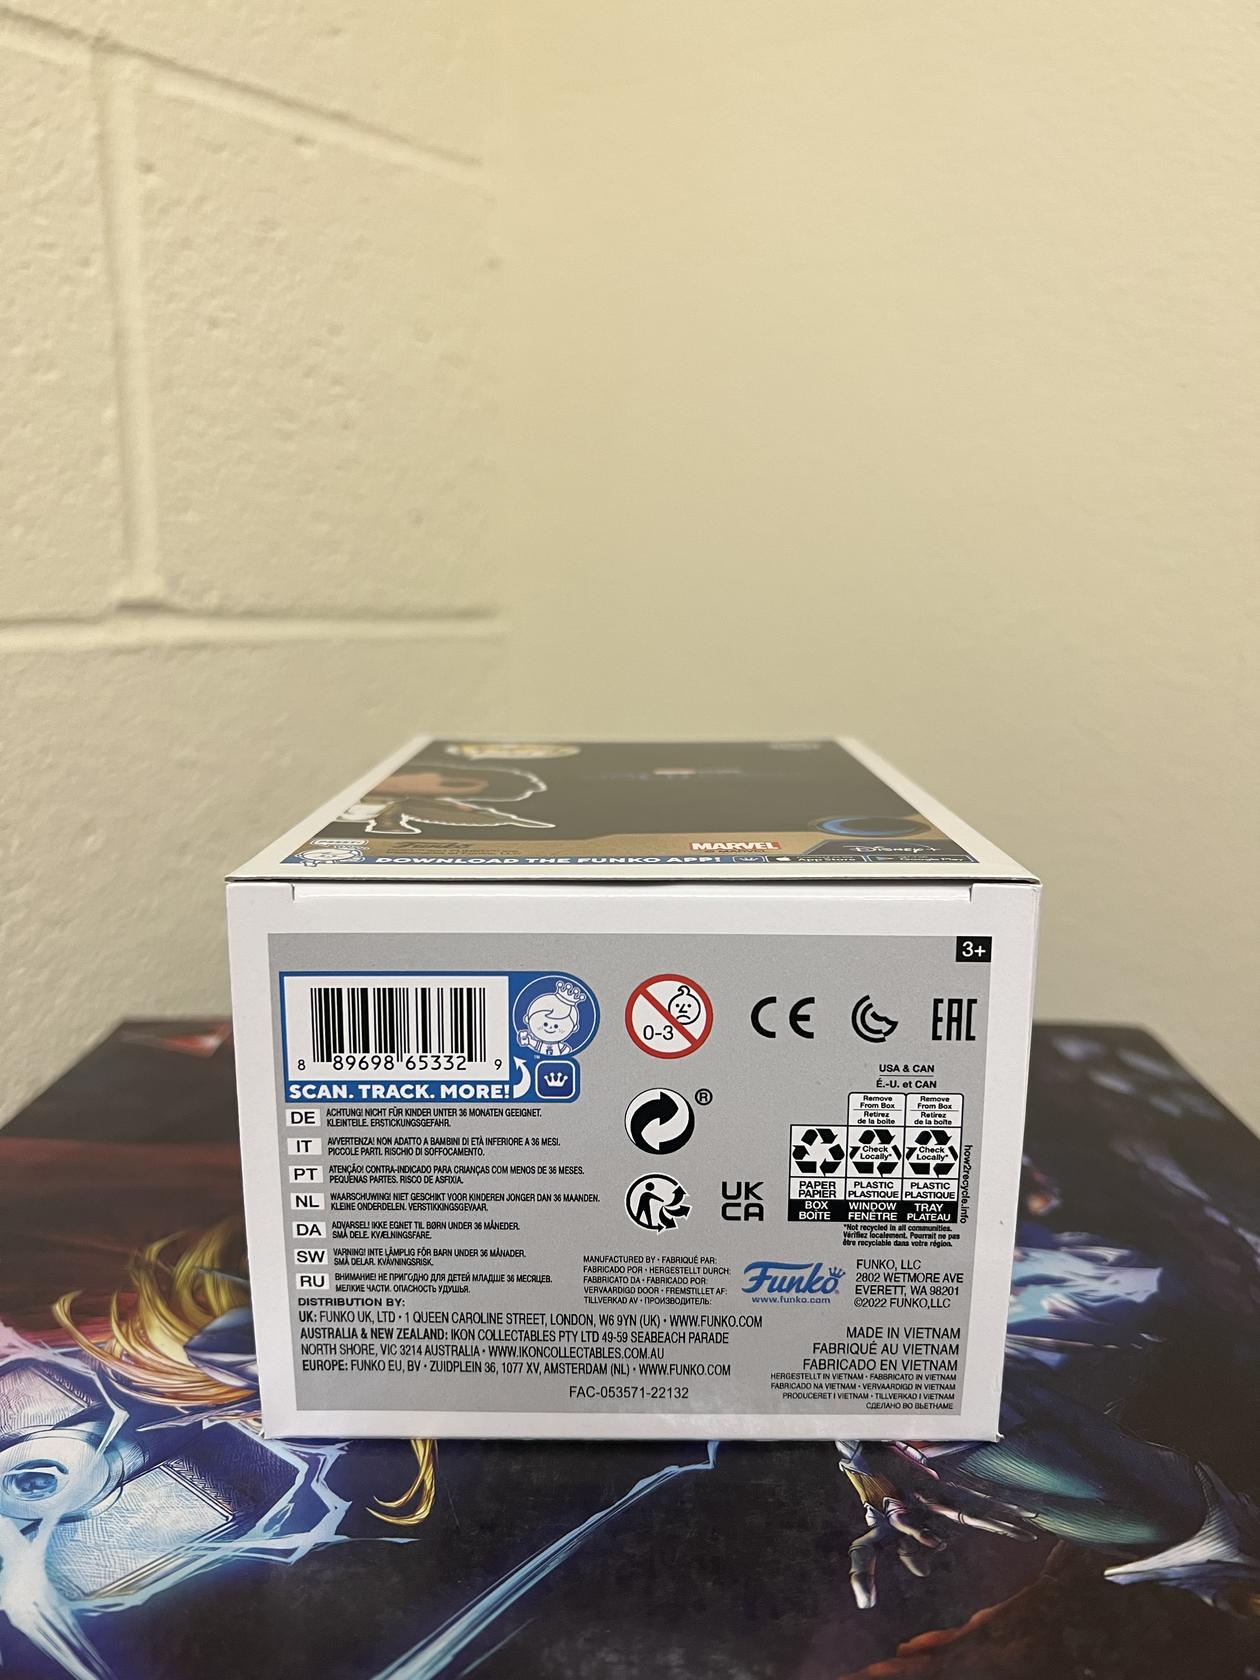 DOWNLOAD THE FUNKO APP!
MARVEL
Disney+
App Store
Google Play
3+
8 89698 65332 9
SCAN. TRACK. MORE!
™
0-3
CE
EAC
®
UK
CA
USA & CAN
É.-U. et CAN
Remove
From Box
Retirez
de la boîte
Remove
From Box
Retirez
de la boîte
Check
Locally*
Check
Locally*
PAPER
PAPIER
BOX
BOÎTE
PLASTIC
PLASTIQUE
WINDOW
FENÊTRE
PLASTIC
PLASTIQUE
TRAY
PLATEAU
how2recycle.info
*Not recycled in all communities.
Vérifiez localement. Pourrait ne pas
être recyclable dans votre région.
DE ACHTUNG! NICHT FÜR KINDER UNTER 36 MONATEN GEEIGNET.
KLEINTEILE. ERSTICKUNGSGEFAHR.
IT AVVERTENZA! NON ADATTO A BAMBINI DI ETÀ INFERIORE A 36 MESI.
PICCOLE PARTI. RISCHIO DI SOFFOCAMENTO.
PT ATENÇÃO! CONTRA-INDICADO PARA CRIANÇAS COM MENOS DE 36 MESES.
PEQUENAS PARTES. RISCO DE ASFIXIA.
NL WAARSCHUWING! NIET GESCHIKT VOOR KINDEREN JONGER DAN 36 MAANDEN.
KLEINE ONDERDELEN. VERSTIKKINGSGEVAAR.
DA ADVARSEL! IKKE EGNET TIL BØRN UNDER 36 MÅNEDER.
SMÅ DELE. KVÆLNINGSFARE.
SW VARNING! INTE LÄMPLIG FÖR BARN UNDER 36 MÅNADER.
SMÅ DELAR. KVÄVNINGSRISK.
RU ВНИМАНИЕ! НЕ ПРИГОДНО ДЛЯ ДЕТЕЙ МЛАДШЕ 36 МЕСЯЦЕВ.
МЕЛКИЕ ЧАСТИ. ОПАСНОСТЬ УДУШЬЯ.
MANUFACTURED BY • FABRIQUÉ PAR:
FABRICADO POR • HERGESTELLT DURCH:
FABBRICATO DA • FABRICADO POR:
VERVAARDIGD DOOR • FREMSTILLET AF:
TILLVERKAD AV • ПРОИЗВОДИТЕЛЬ:
Funko
www.funko.com
FUNKO, LLC
2802 WETMORE AVE
EVERETT, WA 98201
©2022 FUNKO,LLC
DISTRIBUTION BY:
UK: FUNKO UK, LTD • 1 QUEEN CAROLINE STREET, LONDON, W6 9YN (UK) • WWW.FUNKO.COM
AUSTRALIA & NEW ZEALAND: IKON COLLECTABLES PTY LTD 49-59 SEABEACH PARADE
NORTH SHORE, VIC 3214 AUSTRALIA • WWW.IKONCOLLECTABLES.COM.AU
EUROPE: FUNKO EU, BV • ZUIDPLEIN 36, 1077 XV, AMSTERDAM (NL) • WWW.FUNKO.COM
FAC-053571-22132
MADE IN VIETNAM
FABRIQUÉ AU VIETNAM
FABRICADO EN VIETNAM
HERGESTELLT IN VIETNAM • FABBRICATO IN VIETNAM
FABRICADO NA VIETNAM • VERVAARDIGD IN VIETNAM
PRODUCERET I VIETNAM • TILLVERKAD I VIETNAM
СДЕЛАНО ВО ВЬЕТНАМЕ